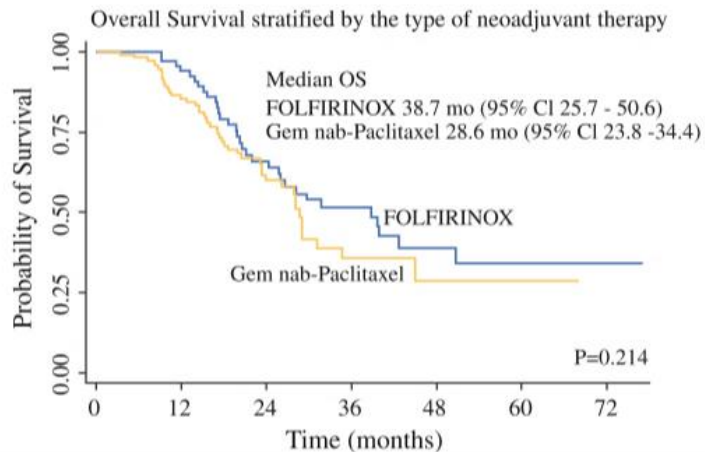 Overall Survival stratified by the type of neoadjuvant therapy
Probability of Survival
1.00
0.75
0.50
0.25
0.00
Median OS
FOLFIRINOX 38.7 mo (95% Cl 25.7 - 50.6)
Gem nab-Paclitaxel 28.6 mo (95% Cl 23.8 -34.4)
FOLFIRINOX
Gem nab-Paclitaxel
P=0.214
0 12 24 36 48 60 72
Time (months)